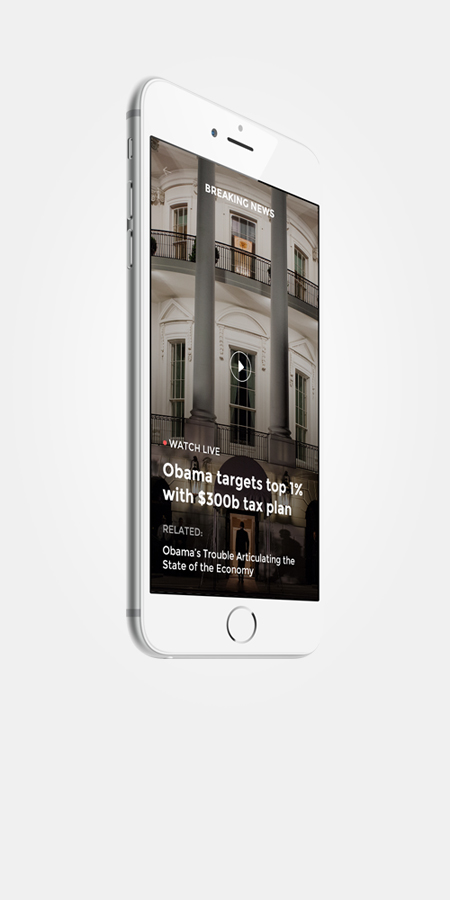 BREAKING NEWS
WATCH LIVE
Obama targets top 1%
with $300b tax plan
RELATED:
Obama's Trouble Articulating the
State of the Economy